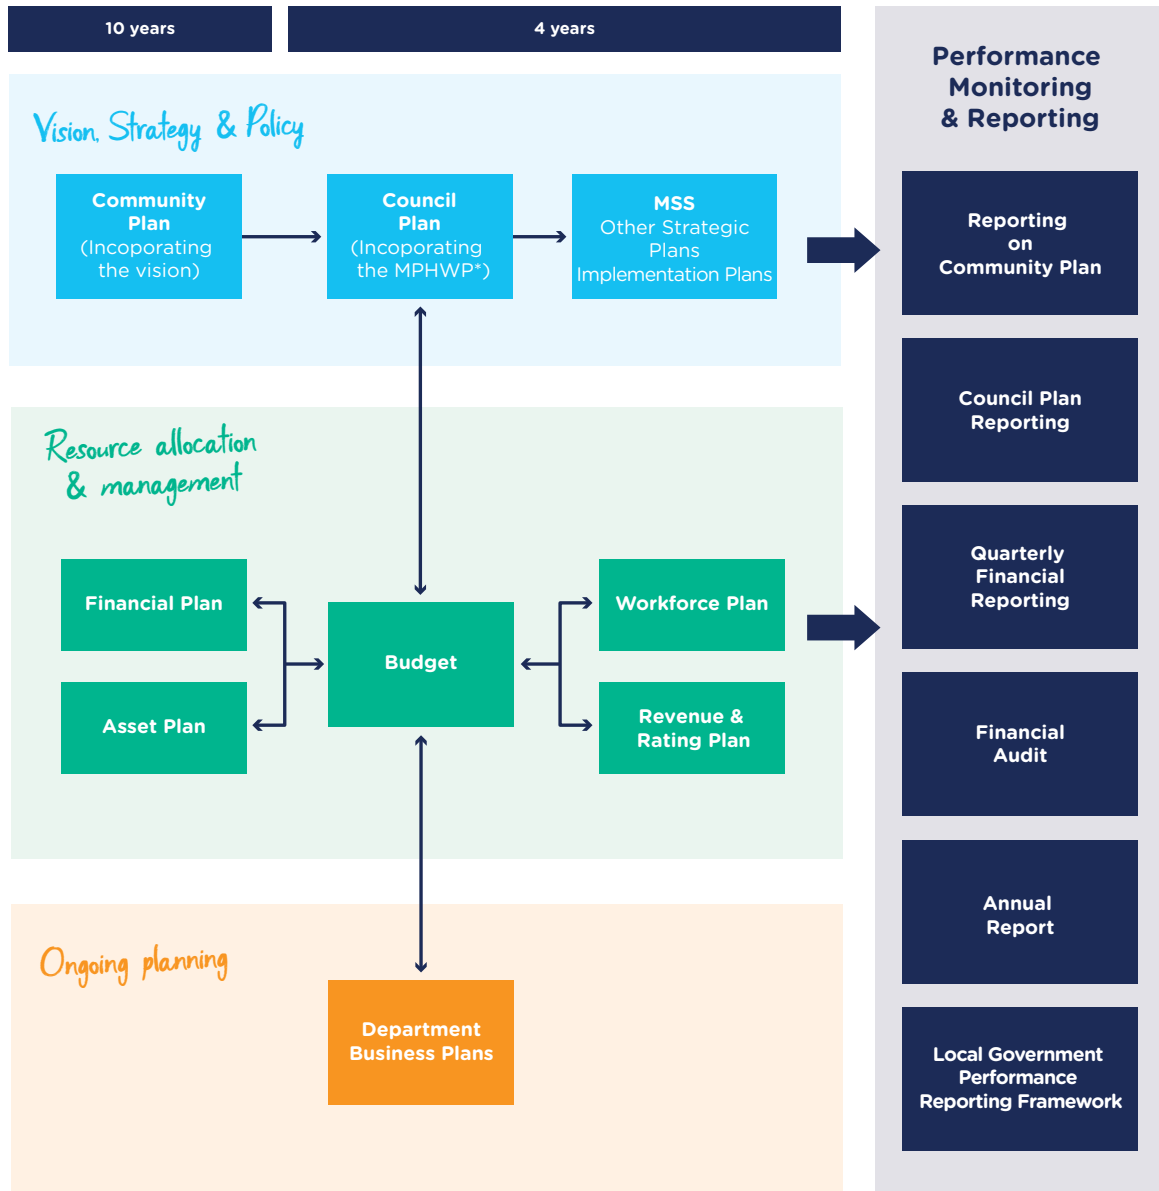 10 years
4 years
Performance
Monitoring
& Reporting
Vision, Strategy & Policy
Community
Plan
(Incoporating
the vision)
Council
Plan
(Incoporating
the MPHWP*)
MSS
Other Strategic
Plans
Implementation Plans
Reporting
on
Community Plan
Council Plan
Reporting
Resource allocation
& management
Financial Plan
Asset Plan
Budget
Workforce Plan
Revenue &
Rating Plan
Quarterly
Financial
Reporting
Financial
Audit
Annual
Report
Ongoing planning
Department
Business Plans
Local Government
Performance
Reporting Framework